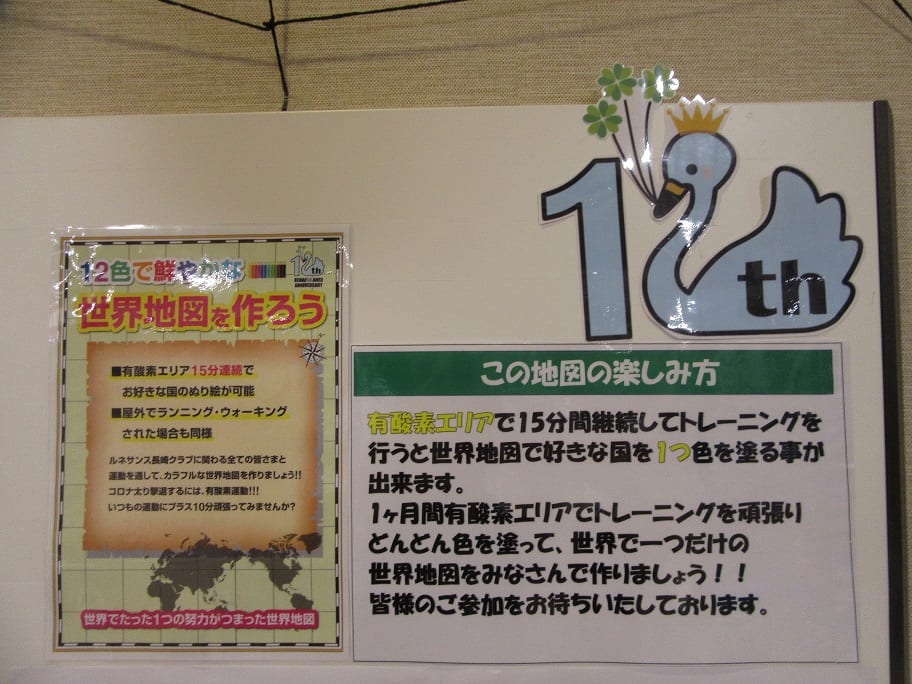 10th
12色で鮮やかな
10th
ANNIVERSARY
世界地図を作ろう
■有酸素エリア15分連続で
お好きな国のぬり絵が可能
■屋外でランニング・ウォーキング
された場合も同様
ルネサンス長崎クラブに関わる全ての皆さまと
運動を通して、カラフルな世界地図を作りましょう!!
コロナ太り撃退するには、有酸素運動!!!
いつもの運動にプラス10分頑張ってみませんか?
世界でたった1つの努力がつまった世界地図
この地図の楽しみ方
有酸素エリアで15分間継続してトレーニングを
行うと世界地図で好きな国を1つ色を塗る事が
出来ます。
1ヶ月間有酸素エリアでトレーニングを頑張り
どんどん色を塗って、世界で一つだけの
世界地図をみなさんで作りましょう!!
皆様のご参加をお待ちいたしております。